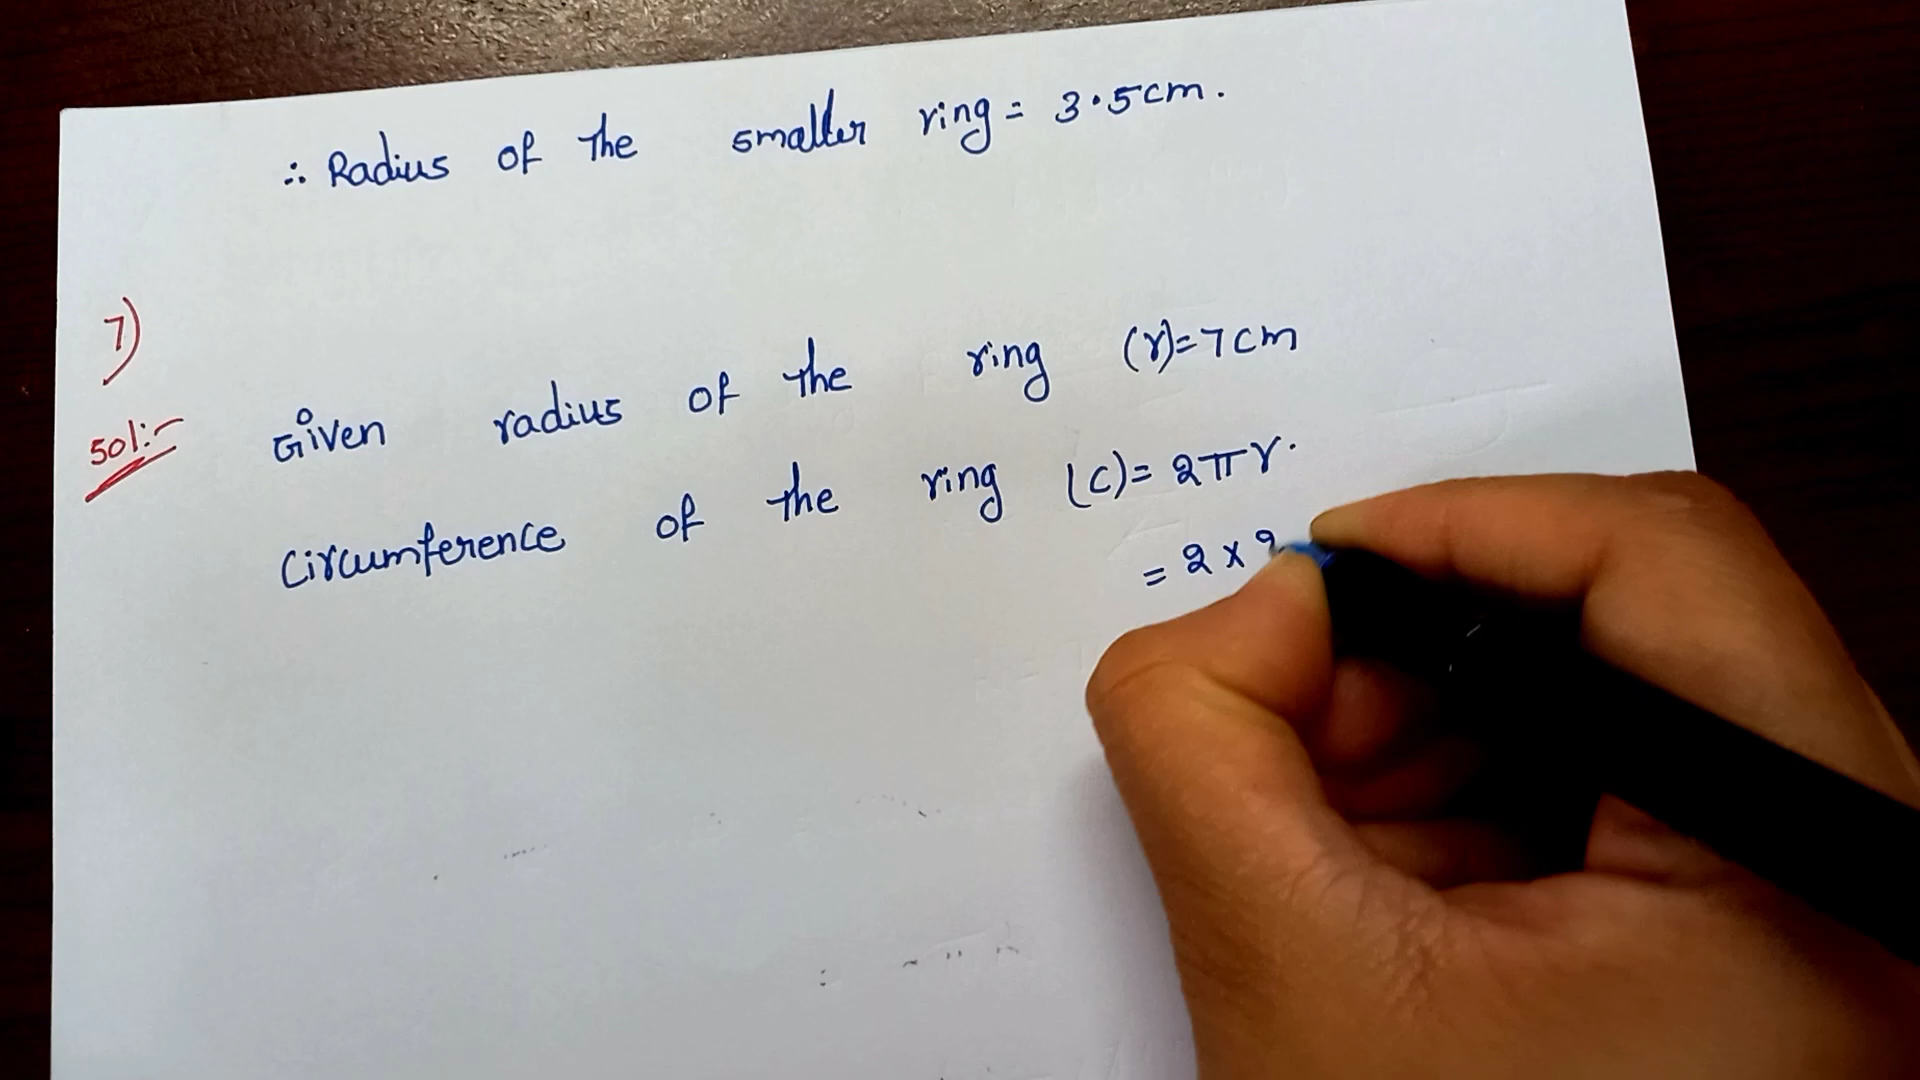 ∴ Radius of the smaller ring = 3.5cm.
7)
Sol:-
Given radius of the ring (r)=7cm
Circumference of the ring (C)= 2πr.
= 2 x 2